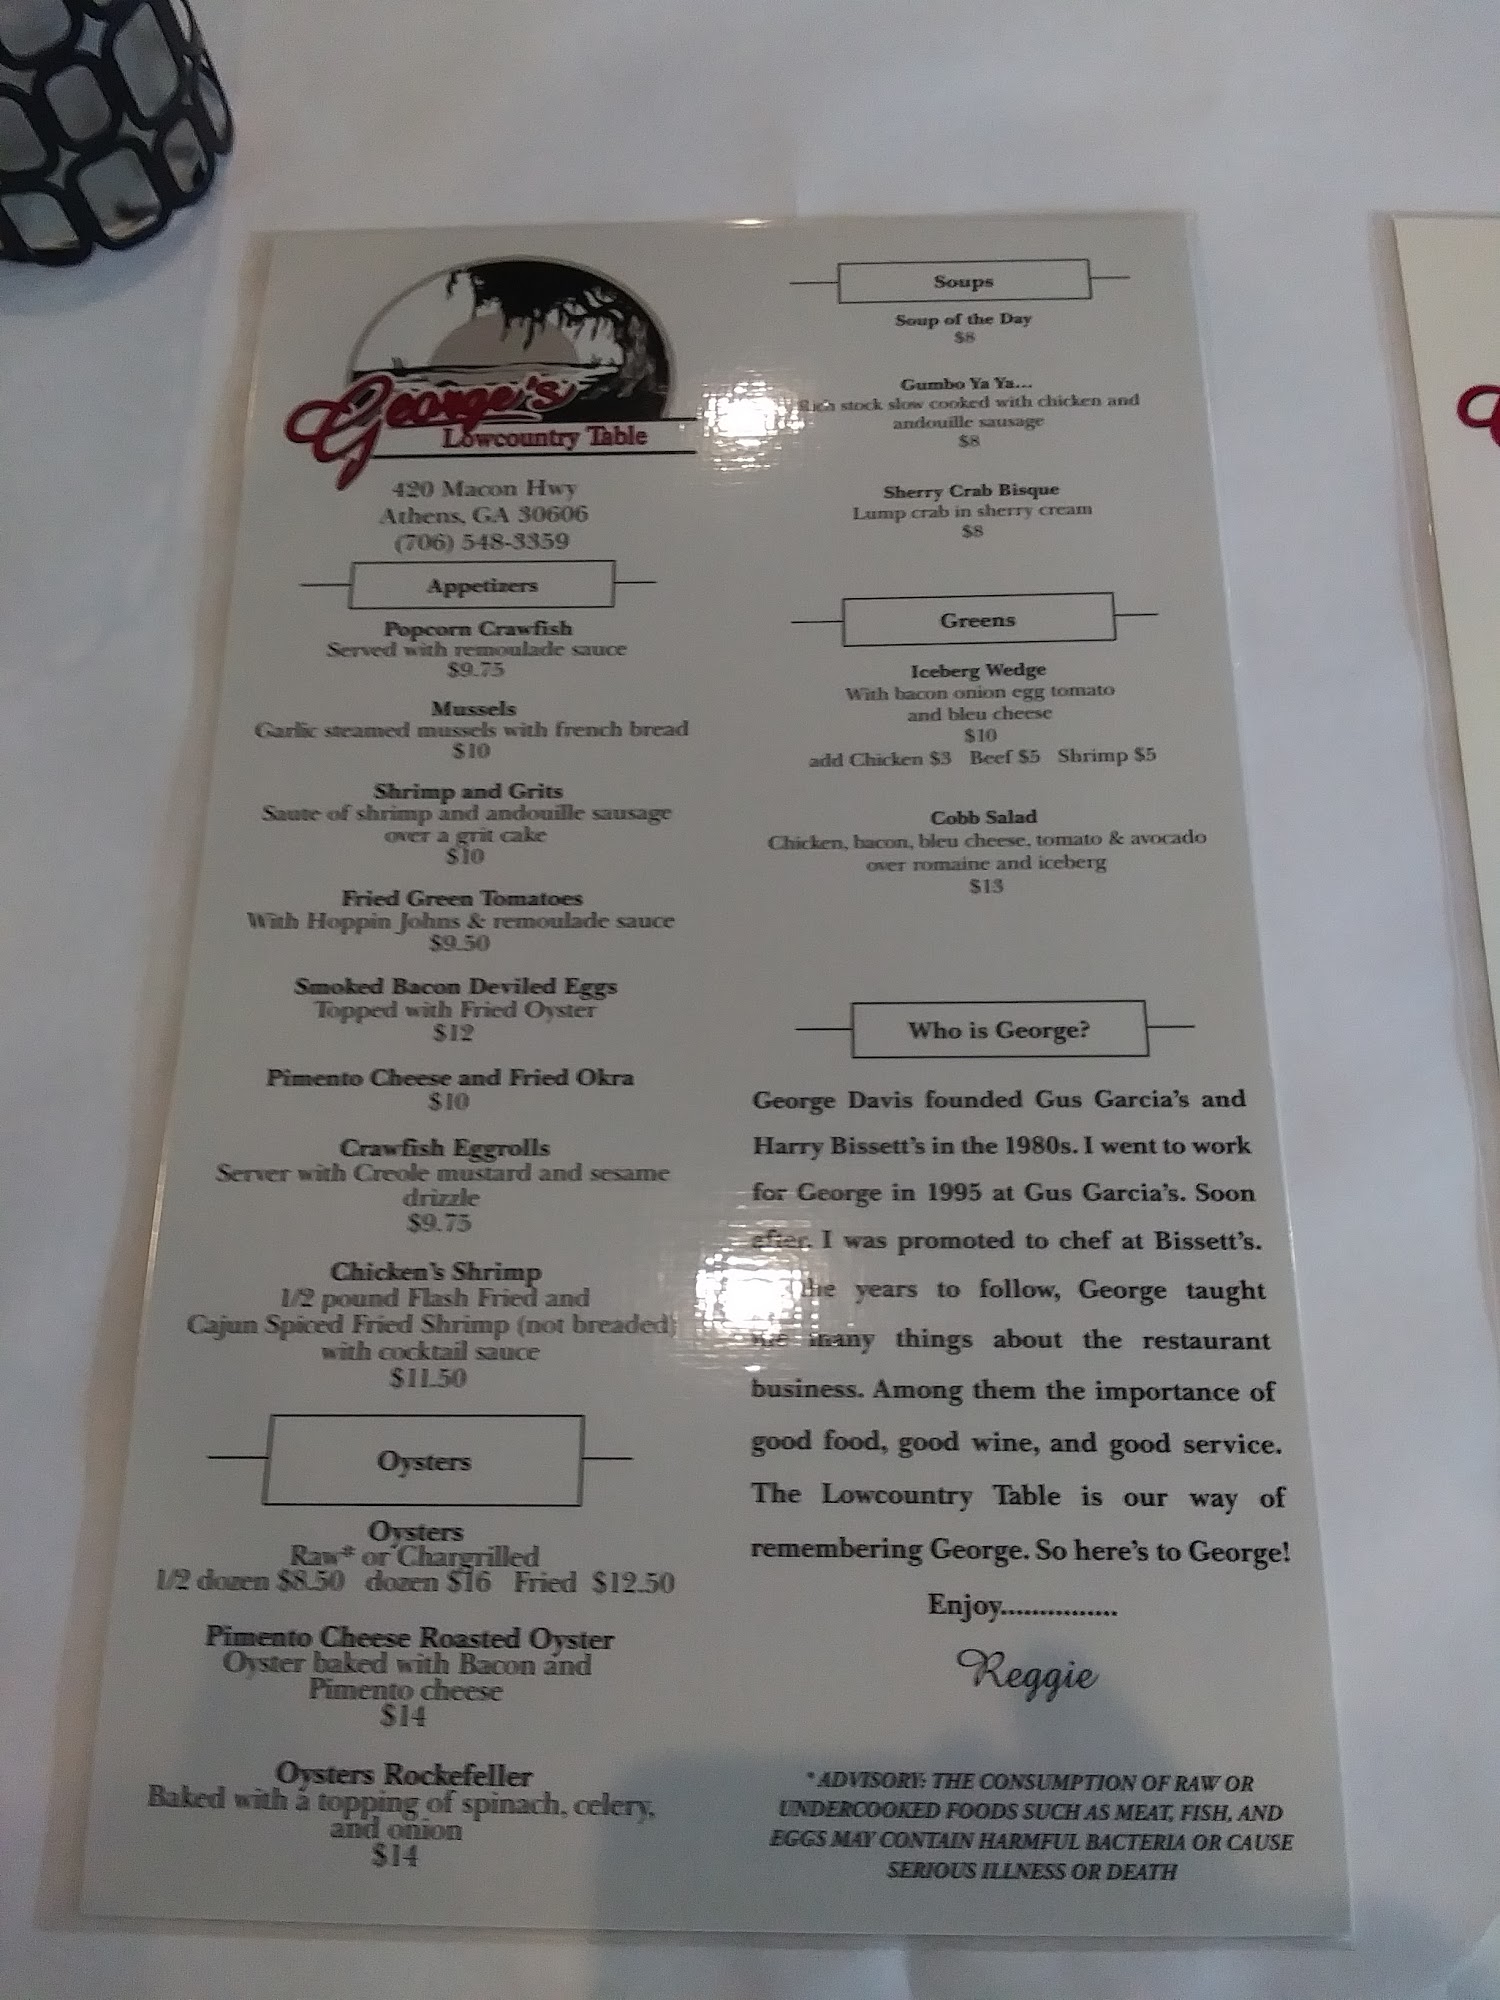 George's
Lowcountry Table
420 Macon Hwy
Athens, GA 30606
(706) 548-3359
Appetizers
Popcorn Crawfish
Served with remoulade sauce
$9.75
Mussels
Garlic steamed mussels with french bread
$10
Shrimp and Grits
Saute of shrimp and andouille sausage
over a grit cake
$10
Fried Green Tomatoes
With Hoppin Johns & remoulade sauce
$9.50
Smoked Bacon Deviled Eggs
Topped with Fried Oyster
$12
Pimento Cheese and Fried Okra
$10
Crawfish Eggrolls
Server with Creole mustard and sesame
drizzle
$9.75
Chicken's Shrimp
1/2 pound Flash Fried and
Cajun Spiced Fried Shrimp (not breaded)
with cocktail sauce
$11.50
Oysters
Oysters
Raw* or Chargrilled
1/2 dozen $8.50 dozen $16 Fried $12.50
Pimento Cheese Roasted Oyster
Oyster baked with Bacon and
Pimento cheese
$14
Oysters Rockefeller
Baked with a topping of spinach, celery,
and onion
$14
Soups
Soup of the Day
$8
Gumbo Ya Ya...
Rich stock slow cooked with chicken and
andouille sausage
$8
Sherry Crab Bisque
Lump crab in sherry cream
$8
Greens
Iceberg Wedge
With bacon onion egg tomato
and bleu cheese
$10
add Chicken $3 Beef $5 Shrimp $5
Cobb Salad
Chicken, bacon, bleu cheese, tomato & avocado
over romaine and iceberg
$13
Who is George?
George Davis founded Gus Garcia's and
Harry Bissett's in the 1980s. I went to work
for George in 1995 at Gus Garcia's. Soon
after, I was promoted to chef at Bissett's.
the years to follow, George taught
me many things about the restaurant
business. Among them the importance of
good food, good wine, and good service.
The Lowcountry Table is our way of
remembering George. So here's to George!
Enjoy...............
Reggie
*ADVISORY: THE CONSUMPTION OF RAW OR
UNDERCOOKED FOODS SUCH AS MEAT, FISH, AND
EGGS MAY CONTAIN HARMFUL BACTERIA OR CAUSE
SERIOUS ILLNESS OR DEATH